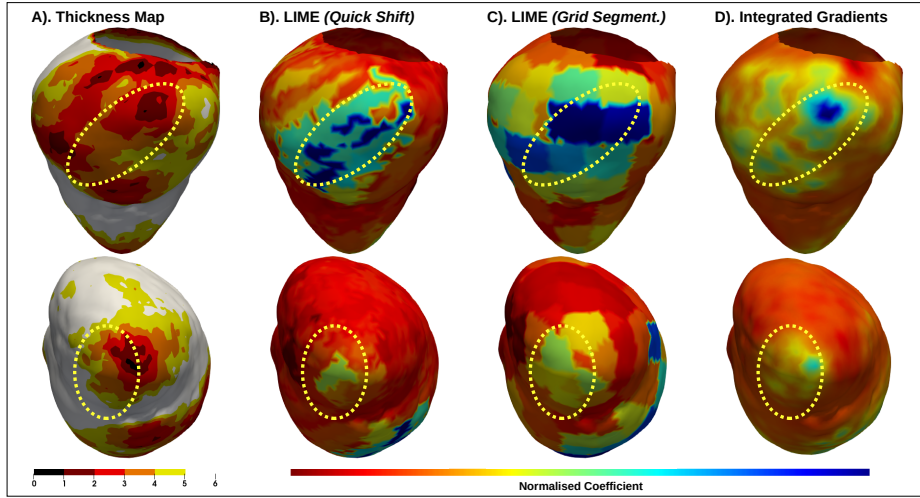 A). Thickness Map
B). LIME (Quick Shift)
C). LIME (Grid Segment.)
D). Integrated Gradients
0 1 2 3 4 5 6
Normalised Coefficient